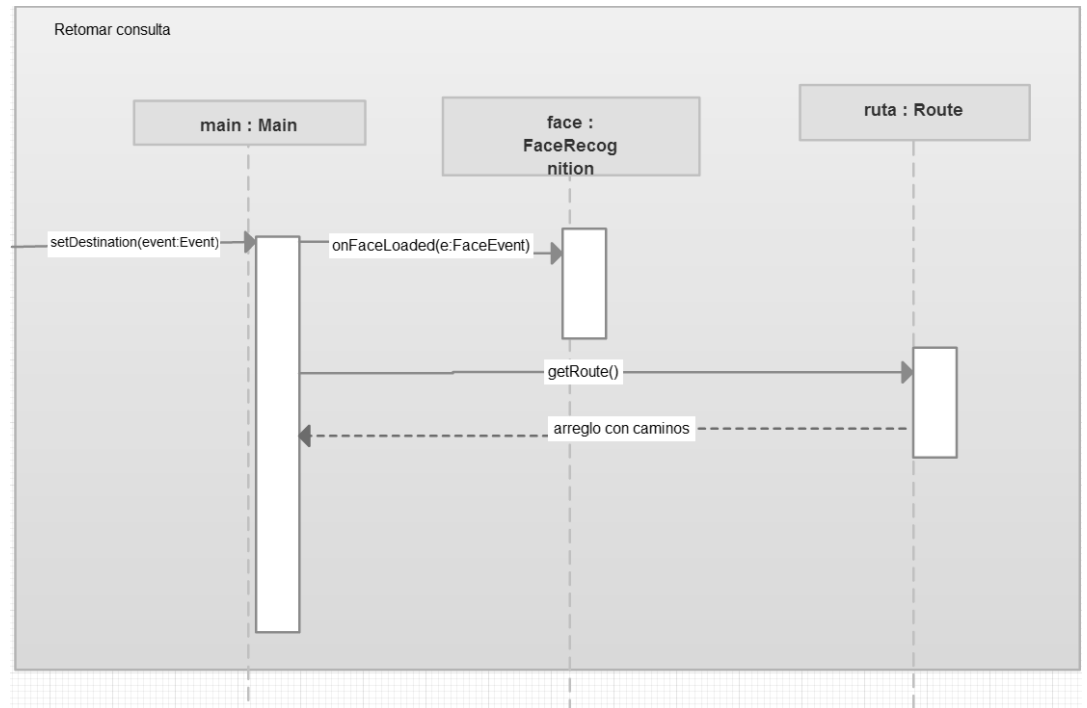 Retomar consulta
main : Main
face :
FaceRecog
nition
ruta : Route
setDestination(event:Event)
onFaceLoaded(e:FaceEvent)
getRoute()
arreglo con caminos